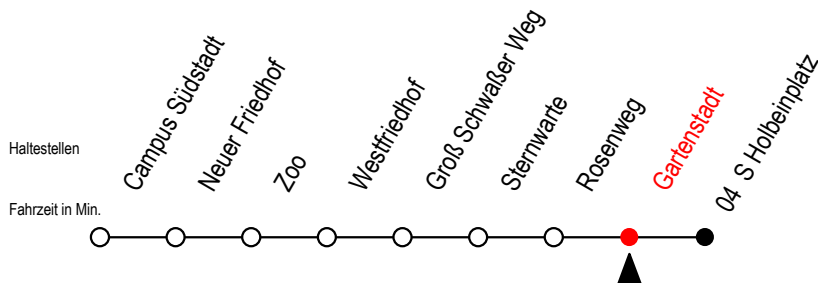 Haltestellen
Fahrzeit in Min.
Campus Südstadt
Neuer Friedhof
Zoo
Westfriedhof
Groß Schwaßer Weg
Sternwarte
Rosenweg
Gartenstadt
04 S Holbeinplatz